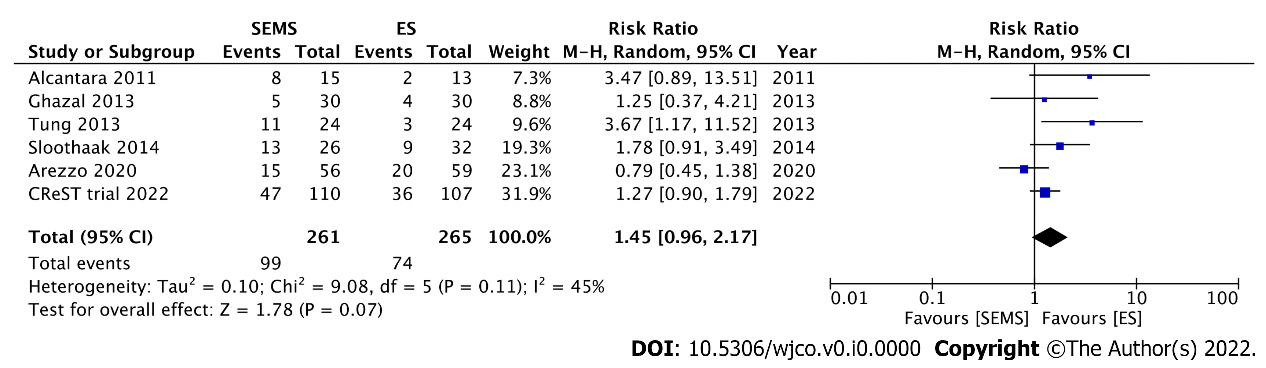 SEMS ES Risk Ratio Risk Ratio
Study or Subgroup Events Total Events Total Weight M-H, Random, 95% CI Year M-H, Random, 95% CI
Alcantara 2011 8 15 2 13 7.3% 3.47 [0.89, 13.51] 2011
Ghazal 2013 5 30 4 30 8.8% 1.25 [0.37, 4.21] 2013
Tung 2013 11 24 3 24 9.6% 3.67 [1.17, 11.52] 2013
Sloothaak 2014 13 26 9 32 19.3% 1.78 [0.91, 3.49] 2014
Arezzo 2020 15 56 20 59 23.1% 0.79 [0.45, 1.38] 2020
CReST trial 2022 47 110 36 107 31.9% 1.27 [0.90, 1.79] 2022
Total (95% CI) 261 265 100.0% 1.45 [0.96, 2.17]
Total events 99 74
Heterogeneity: Tau² = 0.10; Chi² = 9.08, df = 5 (P = 0.11); I² = 45%
Test for overall effect: Z = 1.78 (P = 0.07)
0.01 0.1 1 10 100
Favours [SEMS] Favours [ES]
DOI: 10.5306/wjco.v0.i0.0000 Copyright ©The Author(s) 2022.